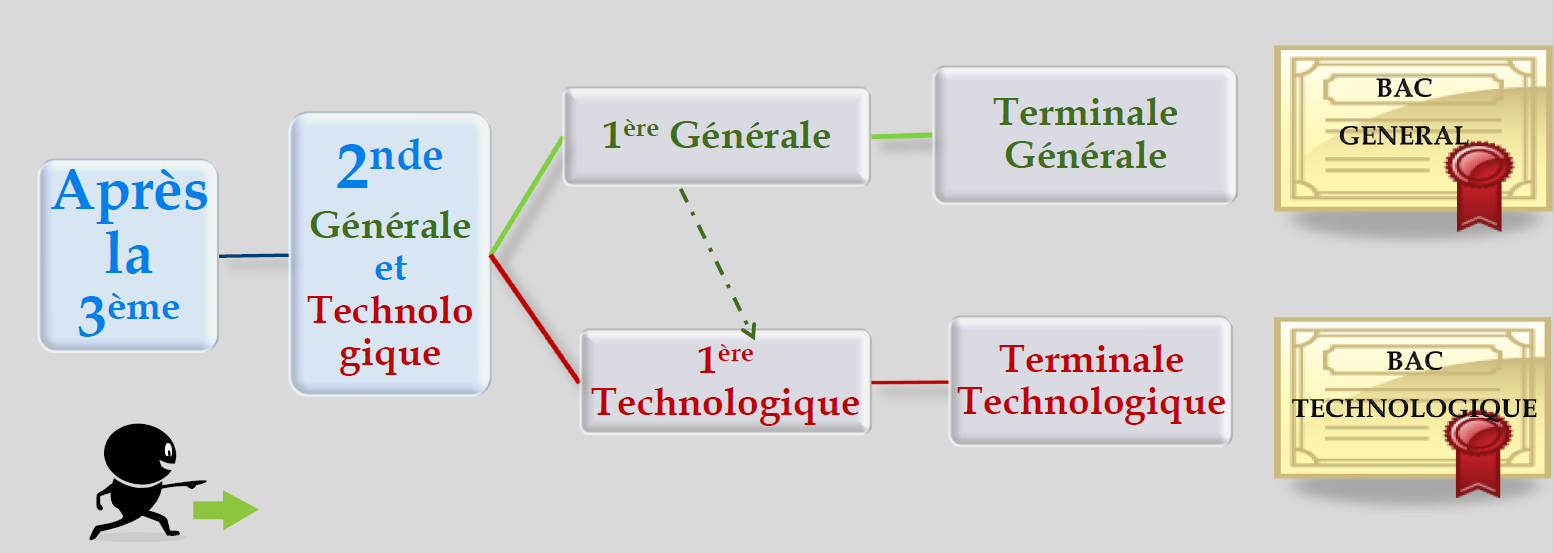 Après
la
3ème
2nde
Générale
et
Technolo
gique
1ère Générale
Terminale
Générale
BAC
GENERAL
1ère
Technologique
Terminale
Technologique
BAC
TECHNOLOGIQUE